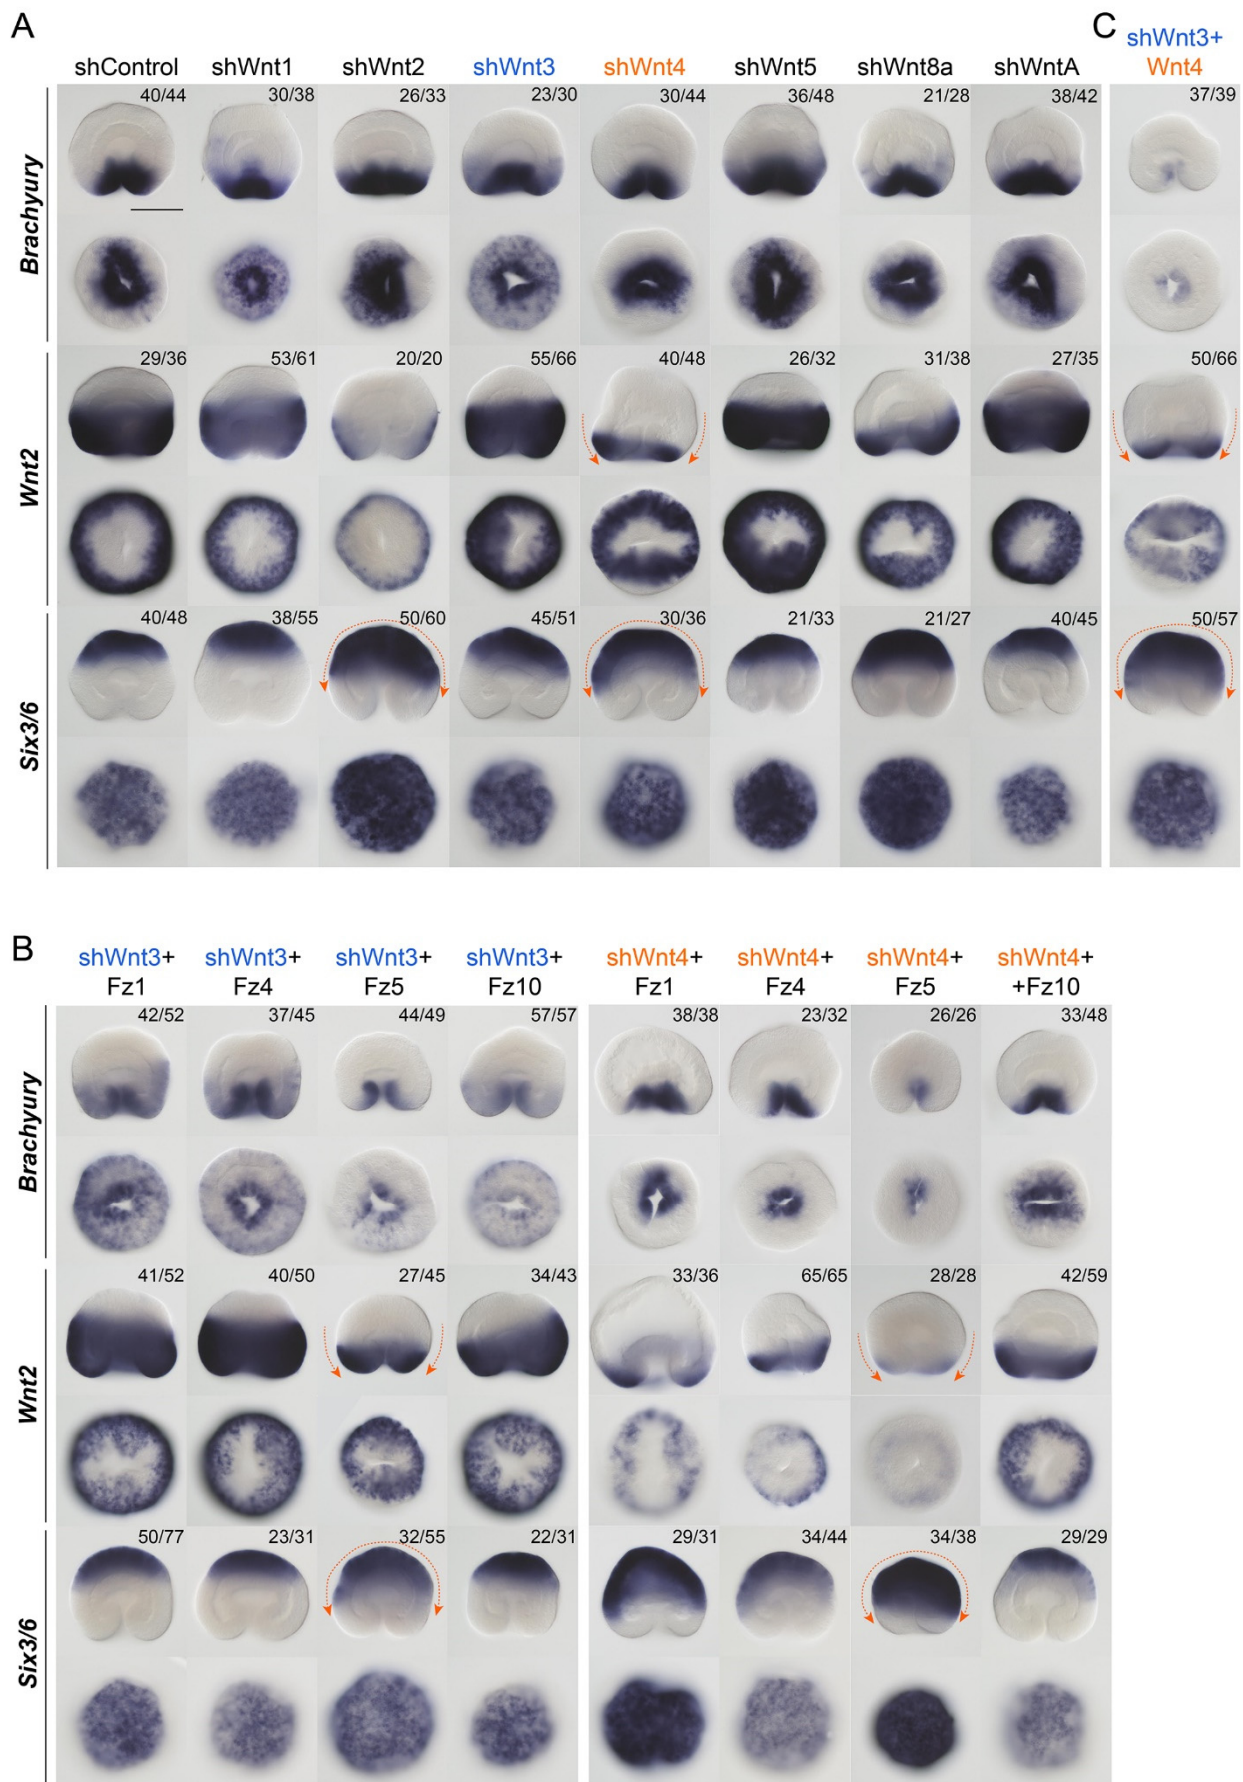 A
C
shWnt3+
Wnt4
shControl shWnt1 shWnt2 shWnt3 shWnt4 shWnt5 shWnt8a shWntA
Brachyury
40/44 30/38 26/33 23/30 30/44 36/48 21/28 38/42 37/39
Wnt2
29/36 53/61 20/20 55/66 40/48 26/32 31/38 27/35 50/66
Six3/6
40/48 38/55 50/60 45/51 30/36 21/33 21/27 40/45 50/57
B
shWnt3+ shWnt3+ shWnt3+ shWnt3+ shWnt4+ shWnt4+ shWnt4+ shWnt4+
Fz1 Fz4 Fz5 Fz10 Fz1 Fz4 Fz5 +Fz10
Brachyury
42/52 37/45 44/49 57/57 38/38 23/32 26/26 33/48
Wnt2
41/52 40/50 27/45 34/43 33/36 65/65 28/28 42/59
Six3/6
50/77 23/31 32/55 22/31 29/31 34/44 34/38 29/29